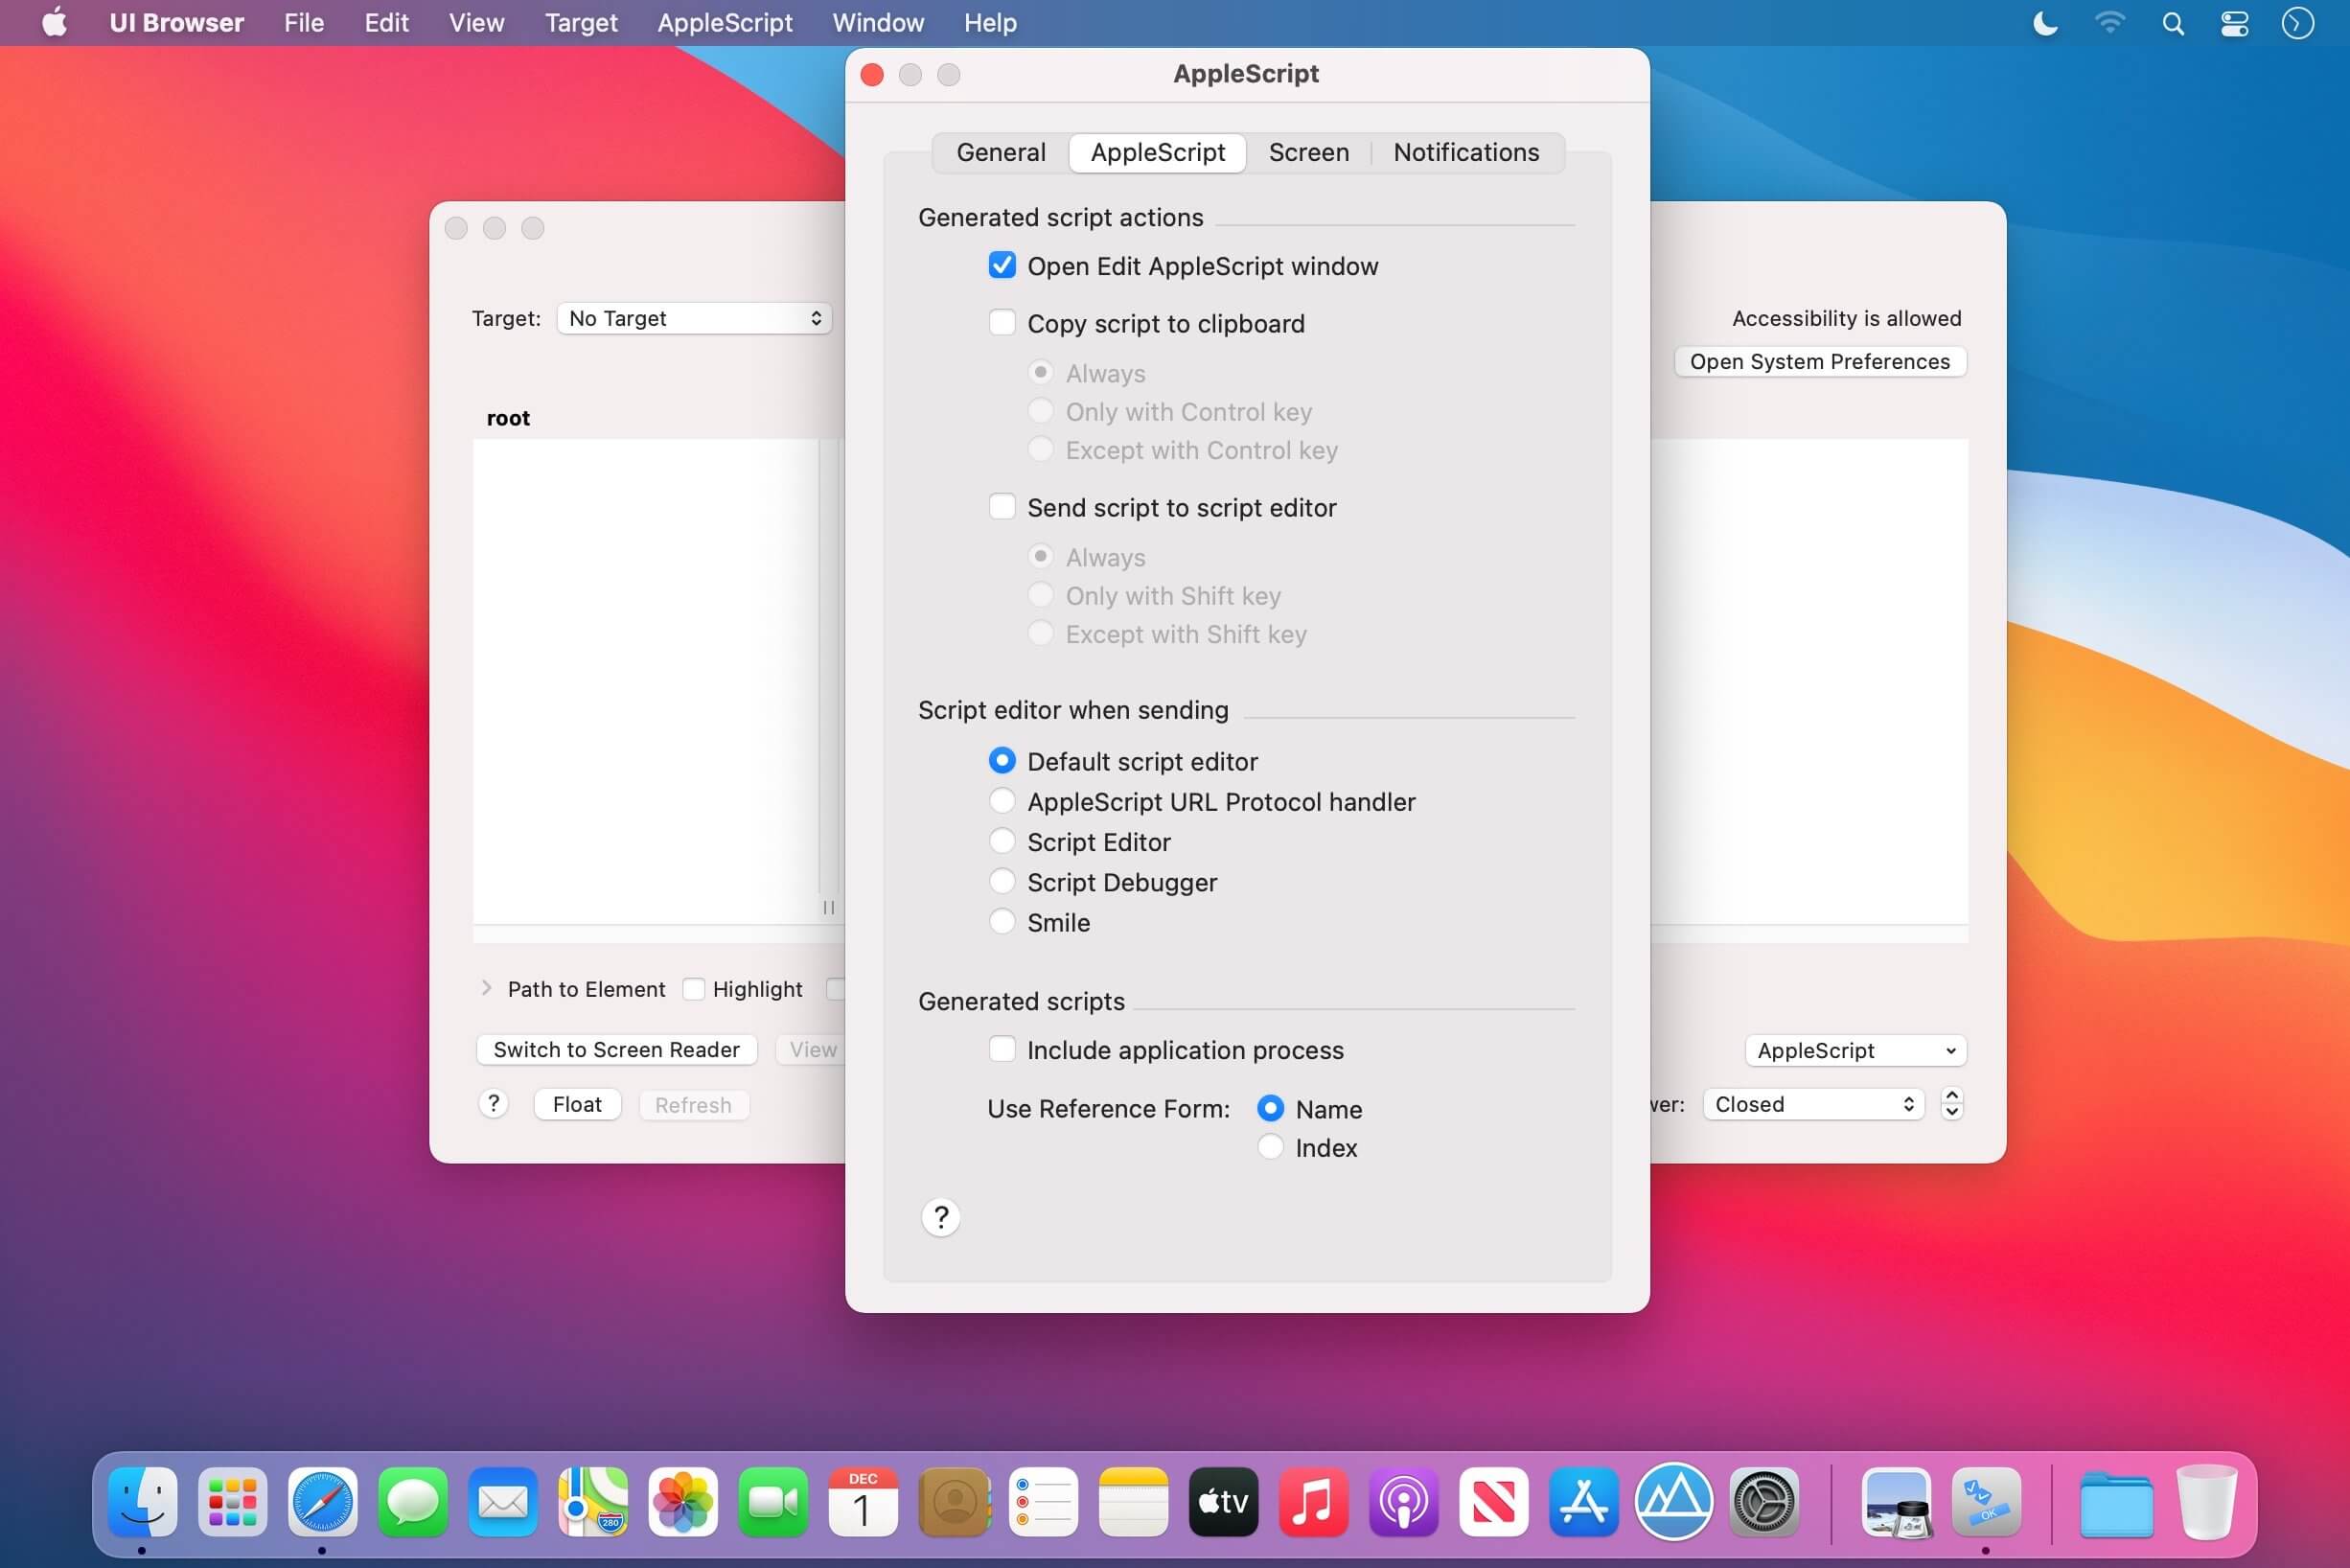 UI Browser File Edit View Target AppleScript Window Help
AppleScript
General AppleScript Screen Notifications
Generated script actions
Open Edit AppleScript window
Copy script to clipboard
Always
Only with Control key
Except with Control key
Send script to script editor
Always
Only with Shift key
Except with Shift key
Script editor when sending
Default script editor
AppleScript URL Protocol handler
Script Editor
Script Debugger
Smile
Generated scripts
Include application process
Use Reference Form: Name
Index
?
Target: No Target
Accessibility is allowed
Open System Preferences
root
Path to Element Highlight
Switch to Screen Reader View
AppleScript
? Float Refresh
ver: Closed
280
DEC
1
tv
OK